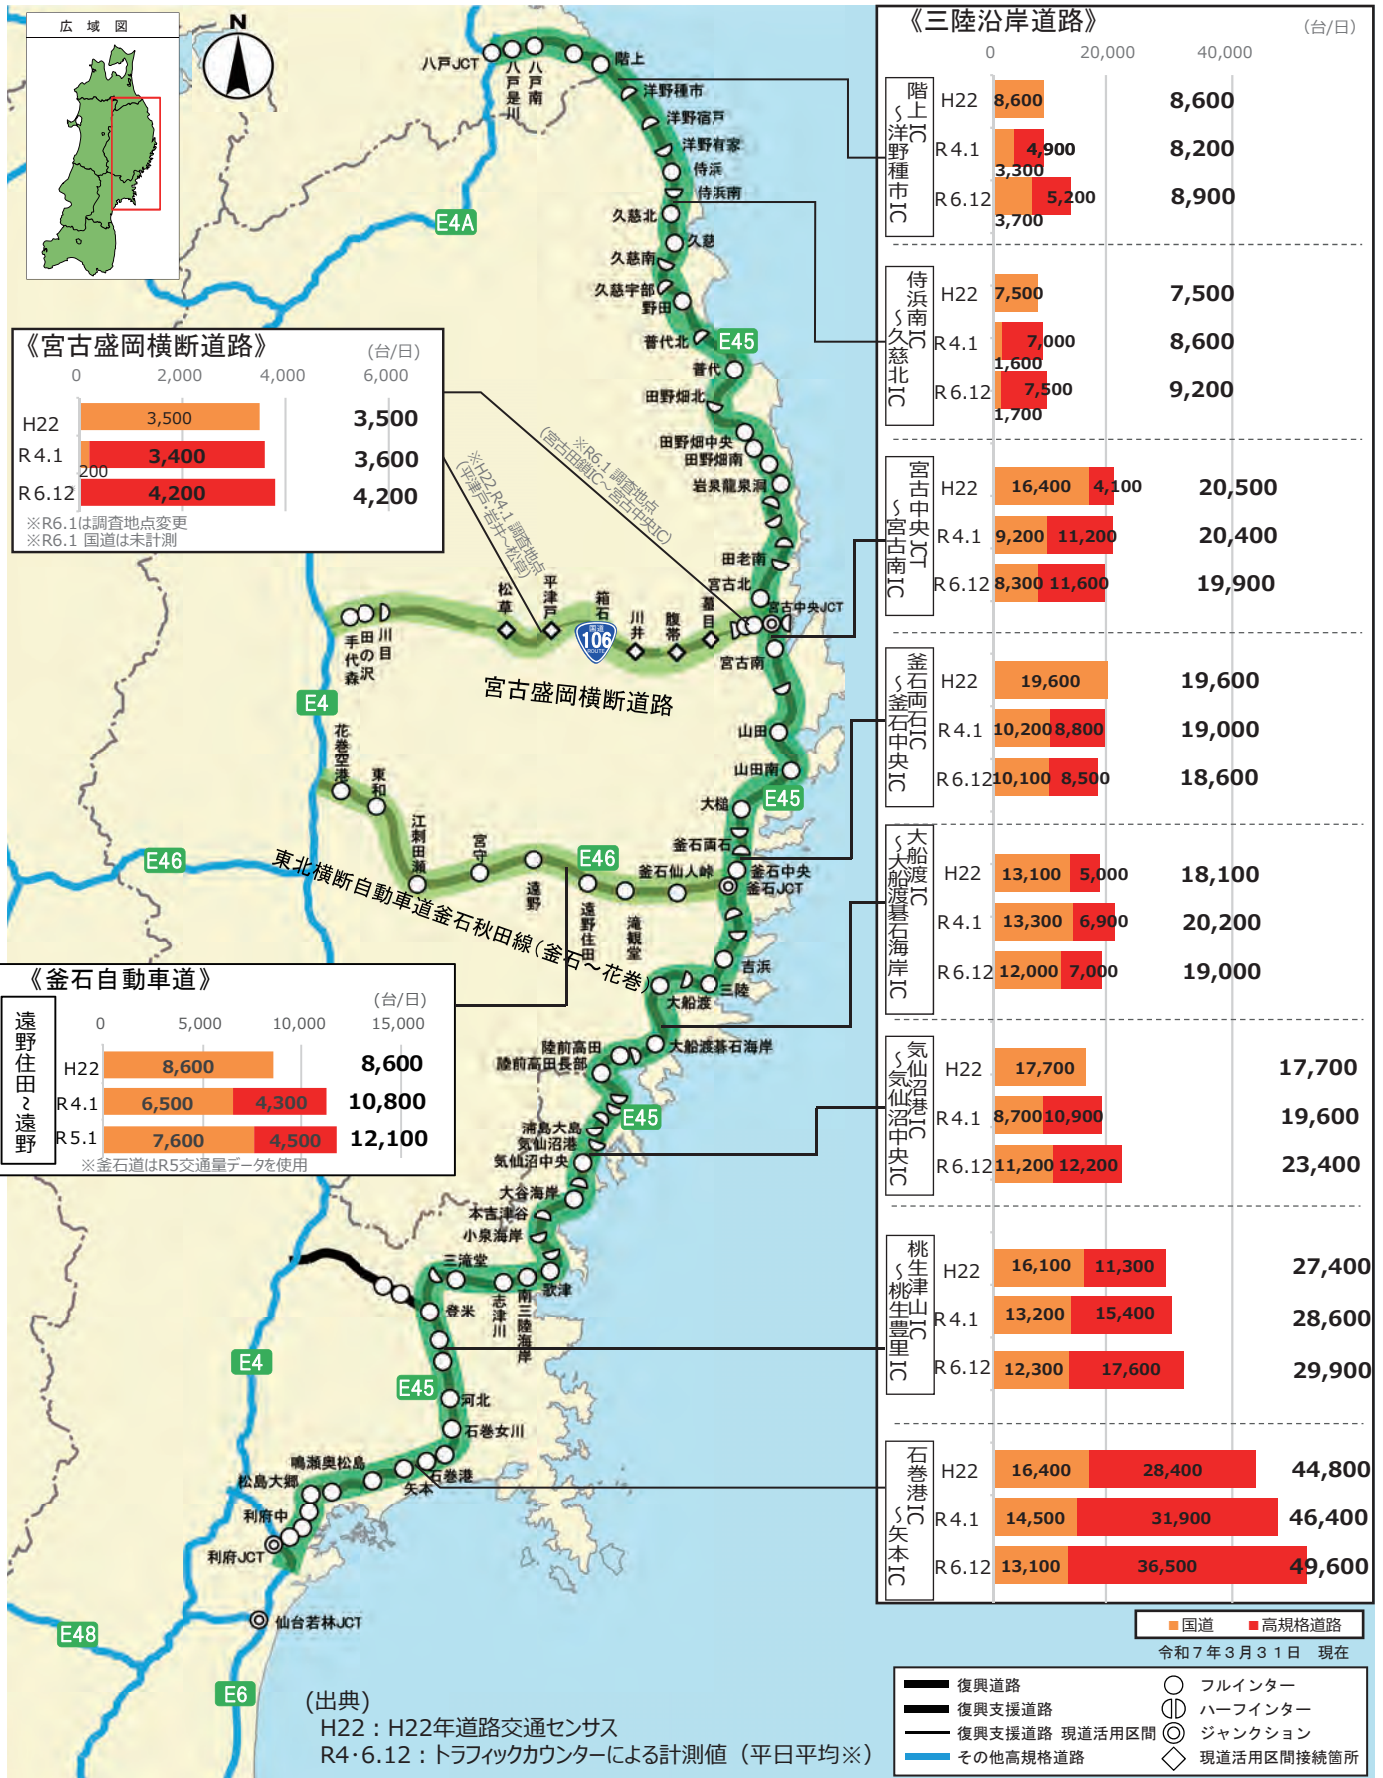 広域図
N
八戸JCT
八戸是川
八戸南
階上
洋野種市
洋野宿戸
洋野有家
侍浜
侍浜南
久慈北
久慈
久慈南
久慈宇部
野田
普代北
普代
田野畑北
田野畑中央
田野畑南
岩泉龍泉洞
田老南
宮古北
宮古中央JCT
宮古南
山田
山田南
大槌
釜石両石
釜石中央
釜石JCT
釜石仙人峠
吉浜
三陸
大船渡
大船渡碁石海岸
陸前高田
陸前高田長部
浦島大島
気仙沼港
気仙沼中央
大谷海岸
本吉津谷
小泉海岸
歌津
南三陸海岸
志津川
三滝堂
登米
河北
石巻女川
石巻港
矢本
鳴瀬奥松島
松島大郷
利府中
利府JCT
仙台若林JCT
E4A
E45
E45
E45
E45
E4
E4
E46
E46
E48
E6
手代森
田の沢
川目
松草
平津戸
箱石
川井
腹帯
蟇目
国道
106
ROUTE
宮古盛岡横断道路
花巻空港
東和
江刺田瀬
宮守
遠野
遠野住田
滝観堂
東北横断自動車道釜石秋田線(釜石～花巻)
※H22,R4.1 調査地点
(平津戸・岩井～松草)
※R6.1 調査地点
(宮古田鎖IC～宮古中央IC)
《宮古盛岡横断道路》
(台/日)
0 2,000 4,000 6,000
H22 3,500 3,500
R4.1 200 3,400 3,600
R6.12 4,200 4,200
※R6.1は調査地点変更
※R6.1 国道は未計測
《釜石自動車道》
(台/日)
遠野住田～遠野
0 5,000 10,000 15,000
H22 8,600 8,600
R4.1 6,500 4,300 10,800
R5.1 7,600 4,500 12,100
※釜石道はR5交通量データを使用
《三陸沿岸道路》
(台/日)
0 20,000 40,000
階上IC
～洋野種市IC
H22 8,600 8,600
R4.1 4,900 8,200
3,300
R6.12 5,200 8,900
3,700
侍浜南IC
～久慈北IC
H22 7,500 7,500
R4.1 7,000 8,600
1,600
R6.12 7,500 9,200
1,700
宮古中央JCT
～宮古南IC
H22 16,400 4,100 20,500
R4.1 9,200 11,200 20,400
R6.12 8,300 11,600 19,900
釜石両石IC
～釜石中央IC
H22 19,600 19,600
R4.1 10,200 8,800 19,000
R6.12 10,100 8,500 18,600
大船渡IC
～大船渡碁石海岸IC
H22 13,100 5,000 18,100
R4.1 13,300 6,900 20,200
R6.12 12,000 7,000 19,000
気仙沼港IC
～気仙沼中央IC
H22 17,700 17,700
R4.1 8,700 10,900 19,600
R6.12 11,200 12,200 23,400
桃生津山IC
～桃生豊里IC
H22 16,100 11,300 27,400
R4.1 13,200 15,400 28,600
R6.12 12,300 17,600 29,900
石巻港IC
～矢本IC
H22 16,400 28,400 44,800
R4.1 14,500 31,900 46,400
R6.12 13,100 36,500 49,600
国道 高規格道路
令和7年3月31日 現在
復興道路
復興支援道路
復興支援道路 現道活用区間
その他高規格道路
フルインター
ハーフインター
ジャンクション
現道活用区間接続箇所
(出典)
H22：H22年道路交通センサス
R4・6.12：トラフィックカウンターによる計測値（平日平均※）